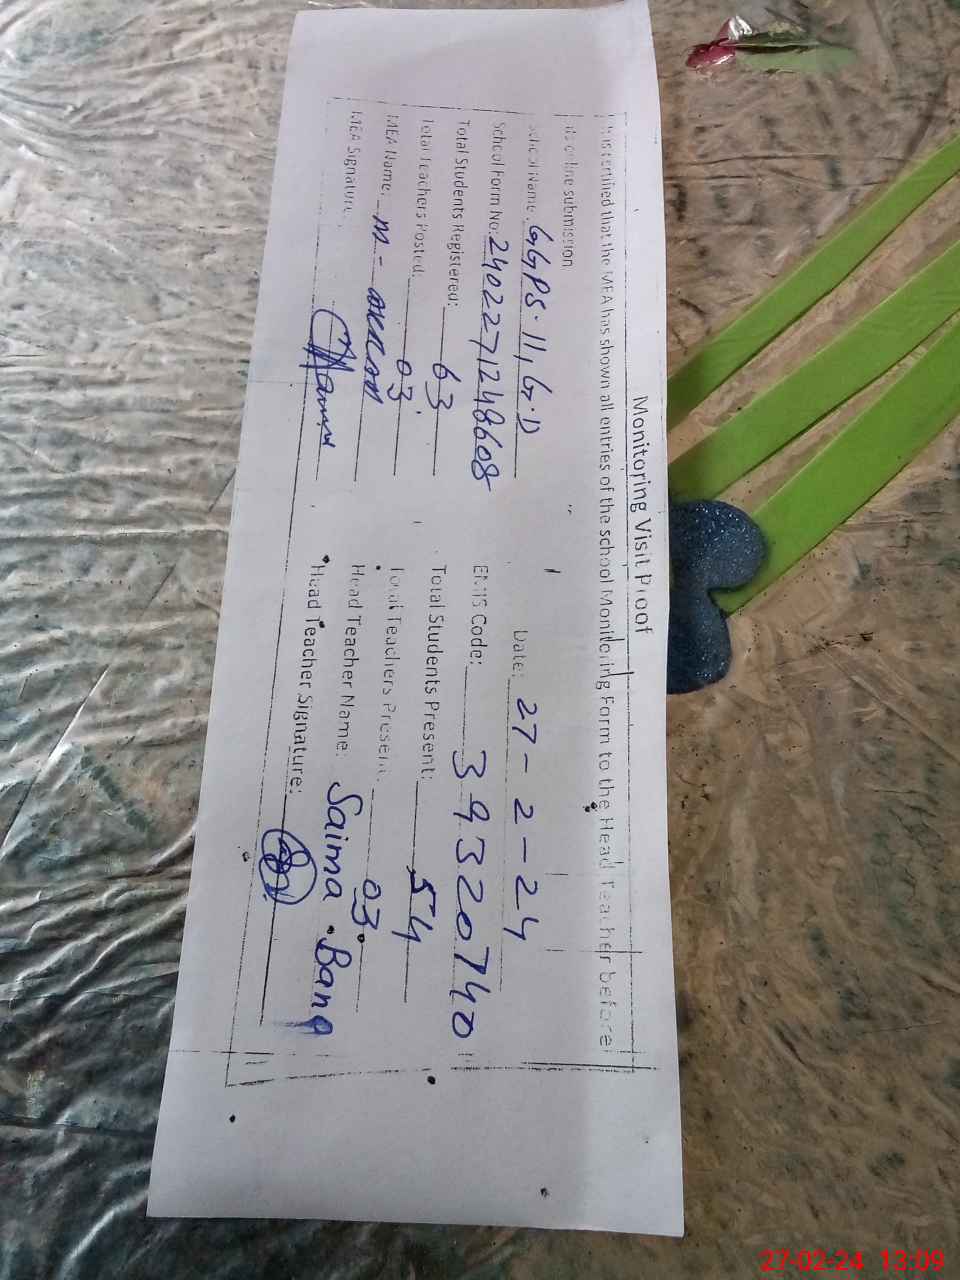 Monitoring Visit Proof
It is certified that the MEA has shown all entries of the school Monitoring Form to the Head Teacher before
its online submission
Date: 27-2-24
School Name: GGPS. 11, G.D
School Form No: 2402271248608 EMIS Code: 39320740
Total Students Registered: 63 Total Students Present: 54
Total Teachers Posted: 03 Total Teachers Present: 03
MEA Name: M- Head Teacher Name: Saima Bano
MEA Signature: Head Teacher Signature:
27-02-24 13:09